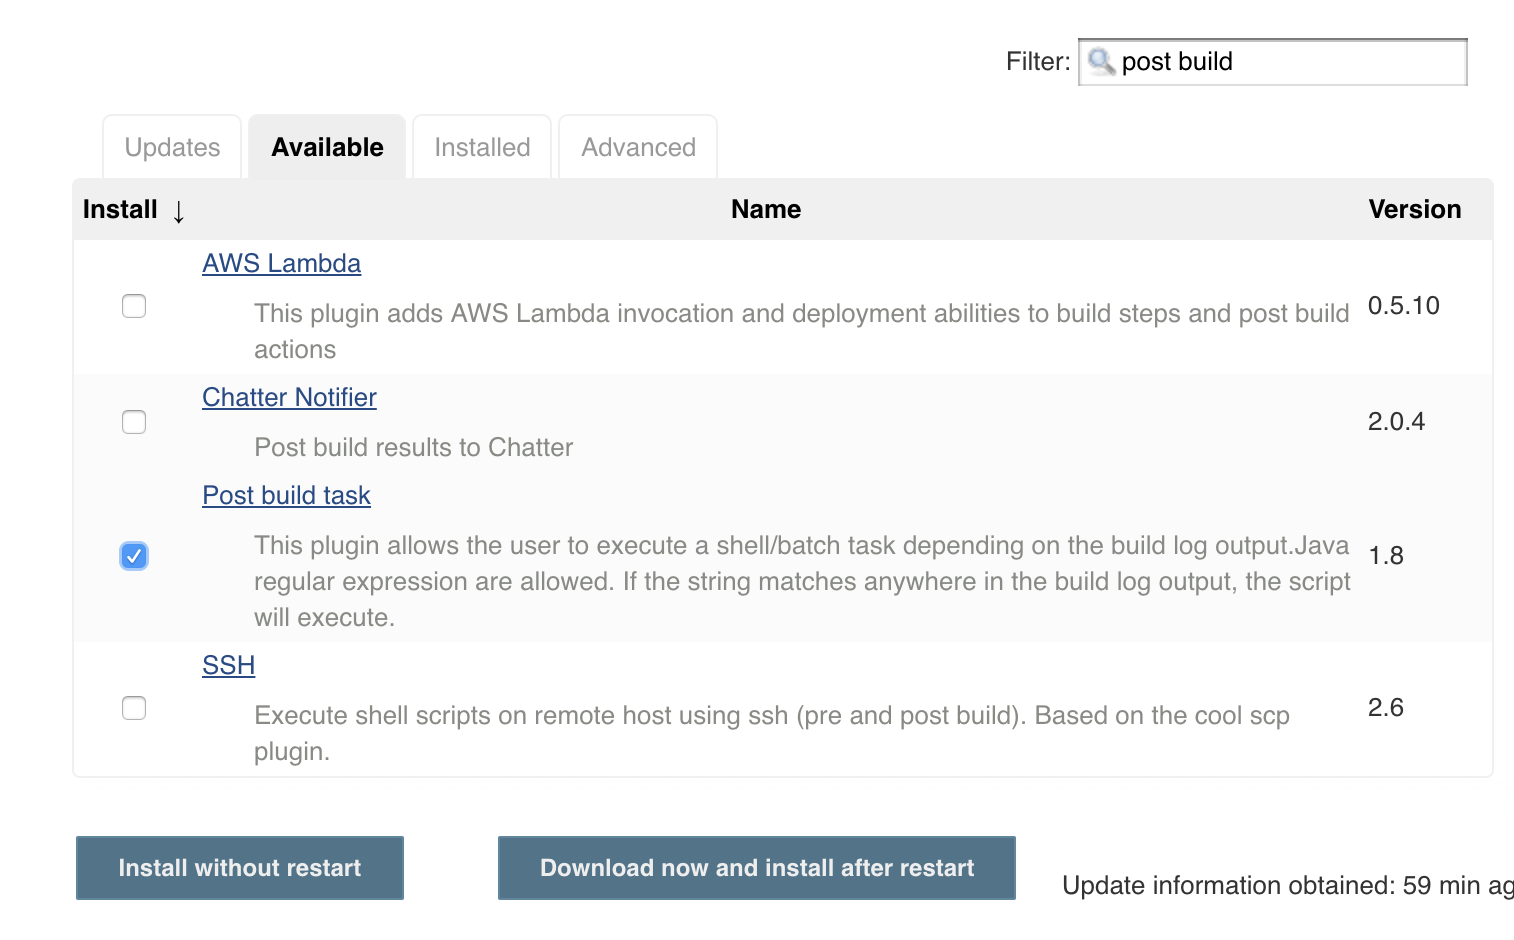 Filter: post build
Updates Available Installed Advanced
Install ↓ Name Version
AWS Lambda
This plugin adds AWS Lambda invocation and deployment abilities to build steps and post build
actions
0.5.10
Chatter Notifier
Post build results to Chatter
2.0.4
Post build task
This plugin allows the user to execute a shell/batch task depending on the build log output.Java
regular expression are allowed. If the string matches anywhere in the build log output, the script
will execute.
1.8
SSH
Execute shell scripts on remote host using ssh (pre and post build). Based on the cool scp
plugin.
2.6
Install without restart
Download now and install after restart
Update information obtained: 59 min ag